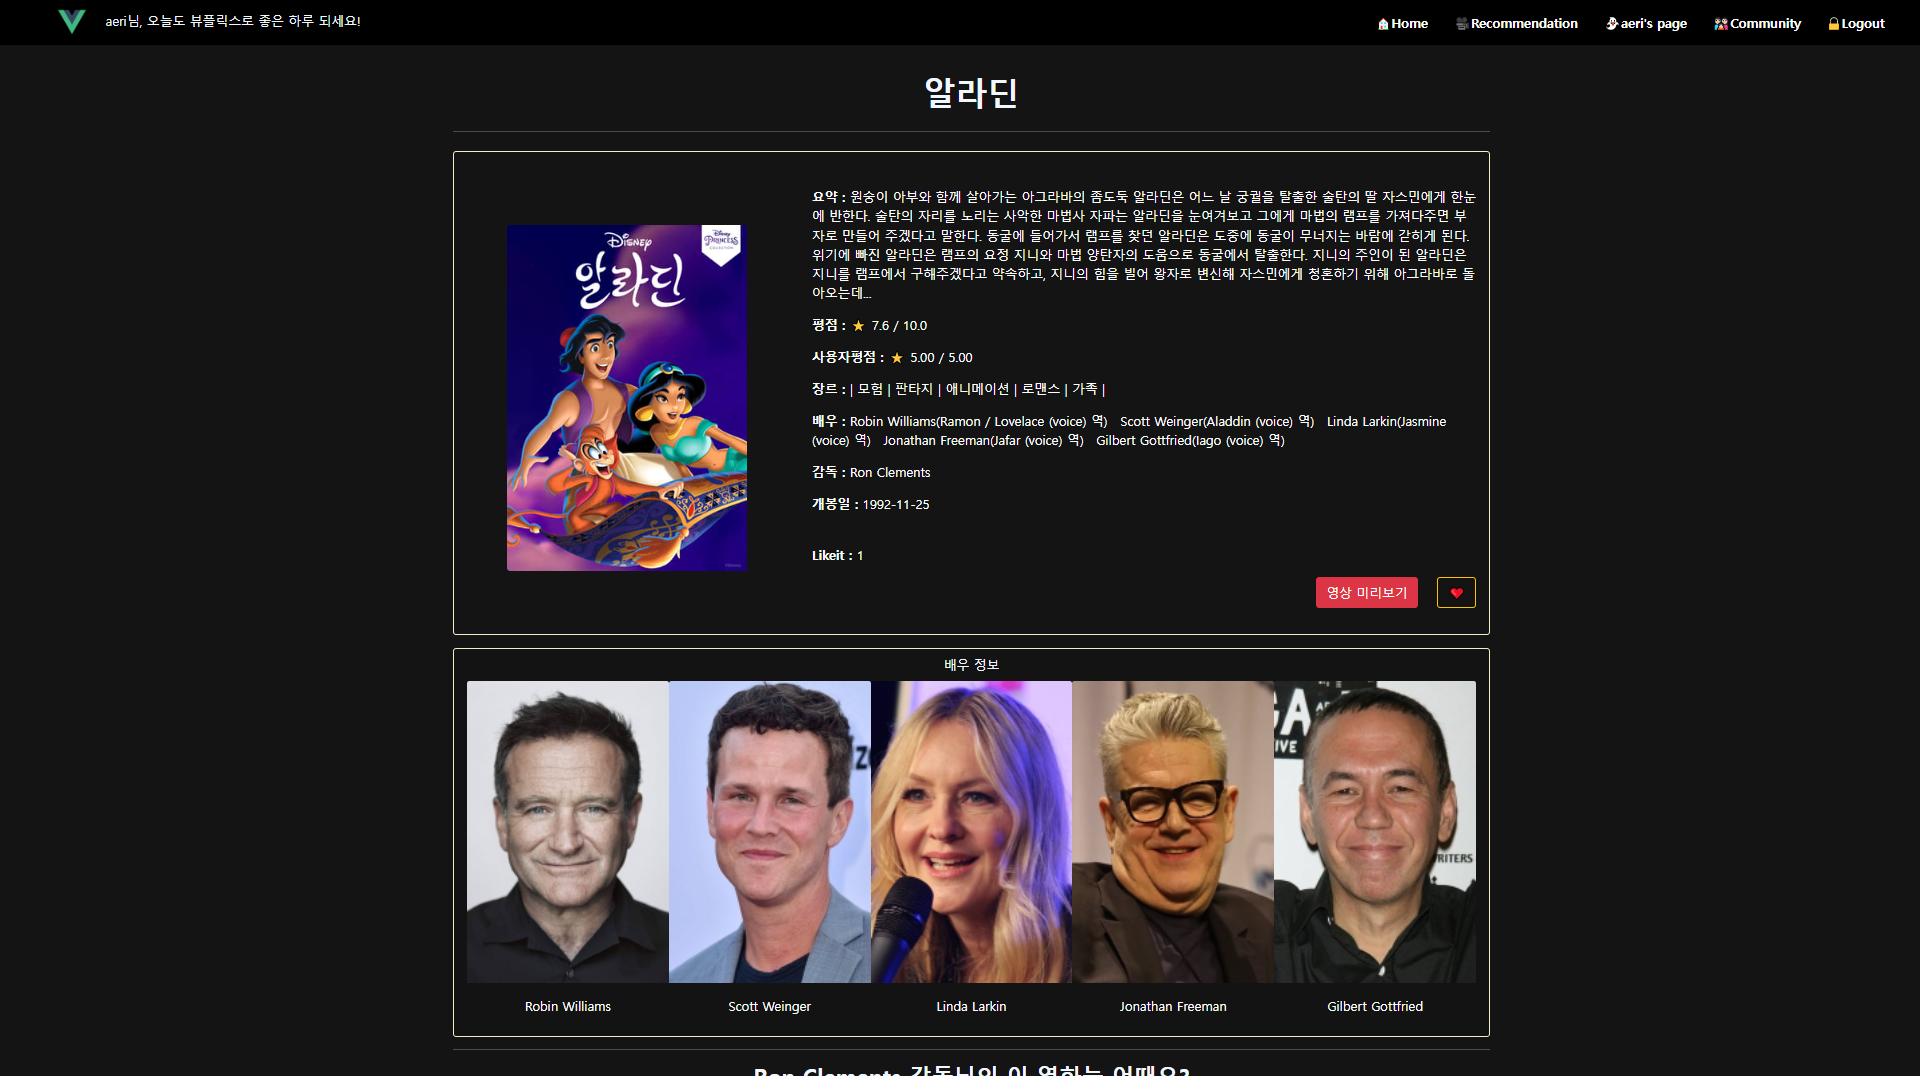 aeri님, 오늘도 뷰플릭스로 좋은 하루 되세요!
Home Recommendation aeri's page Community Logout
알라딘
DISNEY
Disney
PRINCESS
알라딘
요약 : 원숭이 아부와 함께 살아가는 아그라바의 좀도둑 알라딘은 어느 날 궁궐을 탈출한 술탄의 딸 자스민에게 한눈
에 반한다. 술탄의 자리를 노리는 사악한 마법사 자파는 알라딘을 눈여겨보고 그에게 마법의 램프를 가져다주면 부
자로 만들어 주겠다고 말한다. 동굴에 들어가서 램프를 찾던 알라딘은 도중에 동굴이 무너지는 바람에 갇히게 된다.
위기에 빠진 알라딘은 램프의 요정 지니와 마법 양탄자의 도움으로 동굴에서 탈출한다. 지니의 주인이 된 알라딘은
지니를 램프에서 구해주겠다고 약속하고, 지니의 힘을 빌어 왕자로 변신해 자스민에게 청혼하기 위해 아그라바로 돌
아오는데...
평점 : ★ 7.6 / 10.0
사용자평점 : ★ 5.00 / 5.00
장르 : | 모험 | 판타지 | 애니메이션 | 로맨스 | 가족 |
배우 : Robin Williams(Ramon / Lovelace (voice) 역) Scott Weinger(Aladdin (voice) 역) Linda Larkin(Jasmine
(voice) 역) Jonathan Freeman(Jafar (voice) 역) Gilbert Gottfried(Iago (voice) 역)
감독 : Ron Clements
개봉일 : 1992-11-25
Likeit : 1
영상 미리보기
배우 정보
GA
IVE
RITERS
Robin Williams
Scott Weinger
Linda Larkin
Jonathan Freeman
Gilbert Gottfried
Ron Clements 감독님의 이 영화는 어때요?